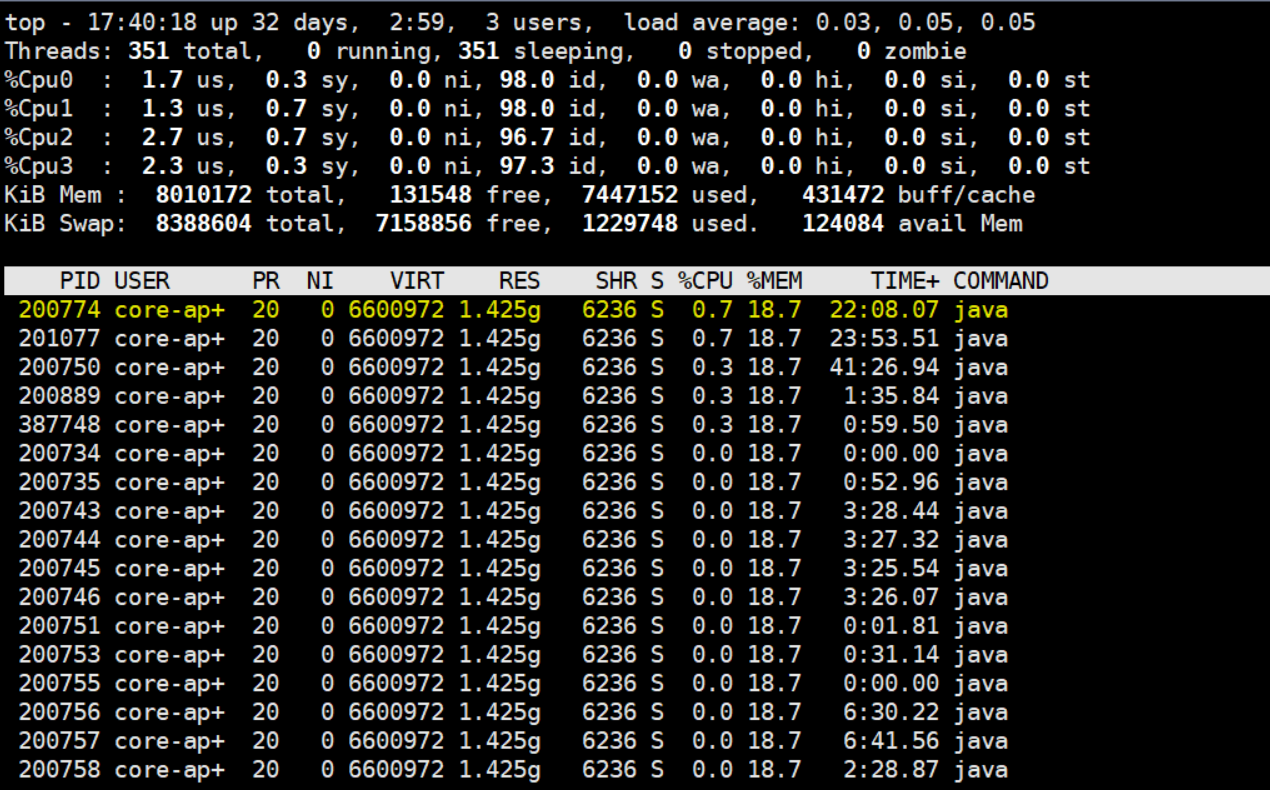 top - 17:40:18 up 32 days,  2:59,  3 users,  load average: 0.03, 0.05, 0.05
Threads: 351 total,   0 running, 351 sleeping,   0 stopped,   0 zombie
%Cpu0  :  1.7 us,  0.3 sy,  0.0 ni, 98.0 id,  0.0 wa,  0.0 hi,  0.0 si,  0.0 st
%Cpu1  :  1.3 us,  0.7 sy,  0.0 ni, 98.0 id,  0.0 wa,  0.0 hi,  0.0 si,  0.0 st
%Cpu2  :  2.7 us,  0.7 sy,  0.0 ni, 96.7 id,  0.0 wa,  0.0 hi,  0.0 si,  0.0 st
%Cpu3  :  2.3 us,  0.3 sy,  0.0 ni, 97.3 id,  0.0 wa,  0.0 hi,  0.0 si,  0.0 st
KiB Mem :  8010172 total,   131548 free,  7447152 used,   431472 buff/cache
KiB Swap:  8388604 total,  7158856 free,  1229748 used.   124084 avail Mem
    PID USER      PR  NI    VIRT    RES    SHR S %CPU %MEM     TIME+ COMMAND
 200774 core-ap+  20   0 6600972 1.425g   6236 S  0.7 18.7  22:08.07 java
 201077 core-ap+  20   0 6600972 1.425g   6236 S  0.7 18.7  23:53.51 java
 200750 core-ap+  20   0 6600972 1.425g   6236 S  0.3 18.7  41:26.94 java
 200889 core-ap+  20   0 6600972 1.425g   6236 S  0.3 18.7   1:35.84 java
 387748 core-ap+  20   0 6600972 1.425g   6236 S  0.3 18.7   0:59.50 java
 200734 core-ap+  20   0 6600972 1.425g   6236 S  0.0 18.7   0:00.00 java
 200735 core-ap+  20   0 6600972 1.425g   6236 S  0.0 18.7   0:52.96 java
 200743 core-ap+  20   0 6600972 1.425g   6236 S  0.0 18.7   3:28.44 java
 200744 core-ap+  20   0 6600972 1.425g   6236 S  0.0 18.7   3:27.32 java
 200745 core-ap+  20   0 6600972 1.425g   6236 S  0.0 18.7   3:25.54 java
 200746 core-ap+  20   0 6600972 1.425g   6236 S  0.0 18.7   3:26.07 java
 200751 core-ap+  20   0 6600972 1.425g   6236 S  0.0 18.7   0:01.81 java
 200753 core-ap+  20   0 6600972 1.425g   6236 S  0.0 18.7   0:31.14 java
 200755 core-ap+  20   0 6600972 1.425g   6236 S  0.0 18.7   0:00.00 java
 200756 core-ap+  20   0 6600972 1.425g   6236 S  0.0 18.7   6:30.22 java
 200757 core-ap+  20   0 6600972 1.425g   6236 S  0.0 18.7   6:41.56 java
 200758 core-ap+  20   0 6600972 1.425g   6236 S  0.0 18.7   2:28.87 java